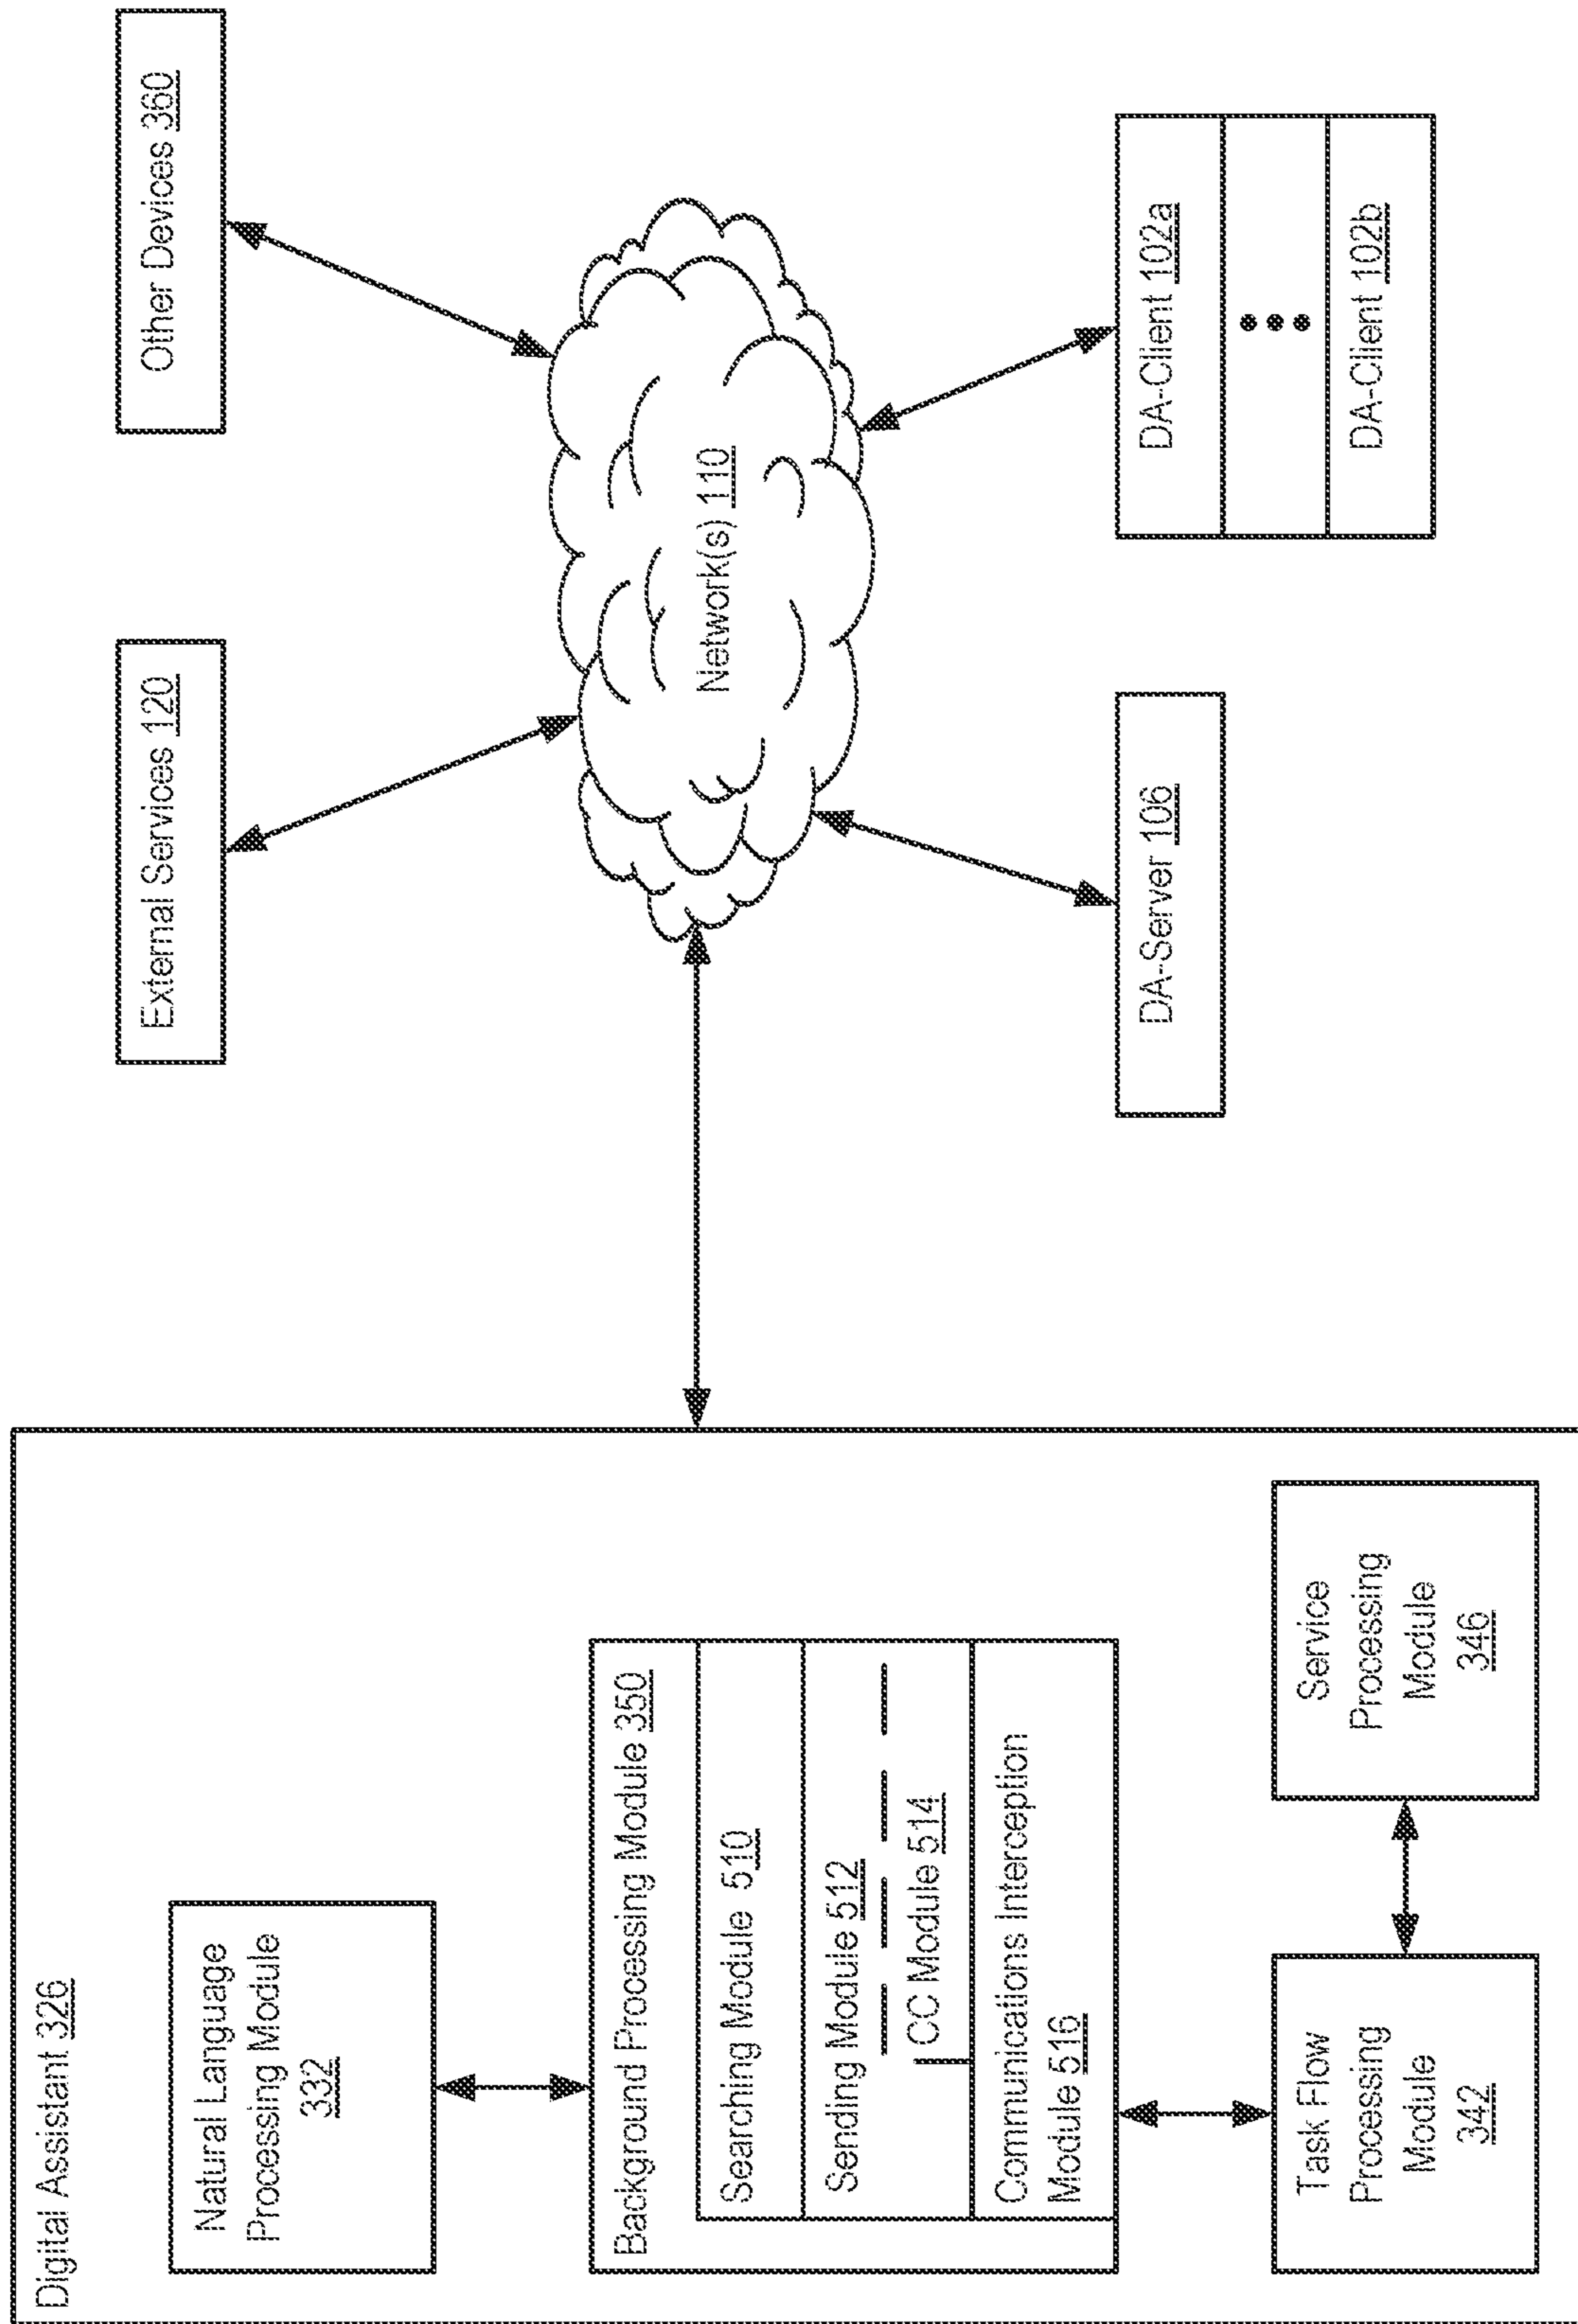 Digital Assistant 326
Natural Language
Processing Module
332
Background Processing Module 350
Searching Module 510
Sending Module 512
CC Module 514
Communications Interception
Module 516
Task Flow
Processing
Module
342
Service
Processing
Module
346
External Services 120
Other Devices 360
Network(s) 110
DA-Server 106
DA-Client 102a
•••
DA-Client 102b